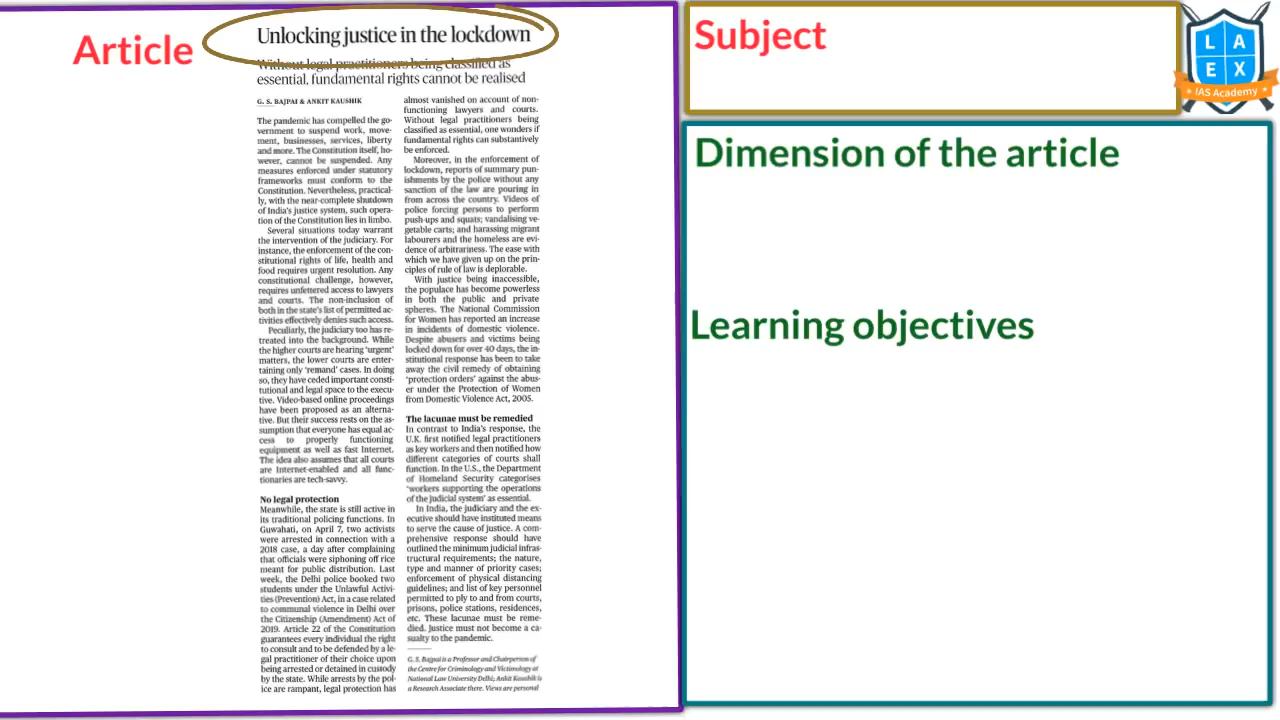 Article
Unlocking justice in the lockdown
Without legal practitioners being classified as
essential, fundamental rights cannot be realised
G. S. BAJPAI & ANKIT KAUSHIK
The pandemic has compelled the go-
vernment to suspend work, move-
ment, businesses, services, liberty
and more. The Constitution itself, ho-
wever, cannot be suspended. Any
measures enforced under statutory
frameworks must conform to the
Constitution. Nevertheless, practical-
ly, with the near-complete shutdown
of India's justice system, such opera-
tion of the Constitution lies in limbo.
Several situations today warrant
the intervention of the judiciary. For
instance, the enforcement of the con-
stitutional rights of life, health and
food requires urgent resolution. Any
constitutional challenge, however,
requires unfettered access to lawyers
and courts. The non-inclusion of
both in the state's list of permitted ac-
tivities effectively denies such access.
Peculiarly, the judiciary too has re-
treated into the background. While
the higher courts are hearing 'urgent'
matters, the lower courts are enter-
taining only 'remand' cases. In doing
so, they have ceded important consti-
tutional and legal space to the execu-
tive. Video-based online proceedings
have been proposed as an alterna-
tive. But their success rests on the as-
sumption that everyone has equal ac-
cess to properly functioning
equipment as well as fast Internet.
The idea also assumes that all courts
are Internet-enabled and all func-
tionaries are tech-savvy.
No legal protection
Meanwhile, the state is still active in
its traditional policing functions. In
Guwahati, on April 7, two activists
were arrested in connection with a
2018 case, a day after complaining
that officials were siphoning off rice
meant for public distribution. Last
week, the Delhi police booked two
students under the Unlawful Activi-
ties (Prevention) Act, in a case related
to communal violence in Delhi over
the Citizenship (Amendment) Act of
2019. Article 22 of the Constitution
guarantees every individual the right
to consult and to be defended by a le-
gal practitioner of their choice upon
being arrested or detained in custody
by the state. While arrests by the pol-
ice are rampant, legal protection has
almost vanished on account of non-
functioning lawyers and courts.
Without legal practitioners being
classified as essential, one wonders if
fundamental rights can substantively
be enforced.
Moreover, in the enforcement of
lockdown, reports of summary pun-
ishments by the police without any
sanction of the law are pouring in
from across the country. Videos of
police forcing persons to perform
push-ups and squats; vandalising ve-
getable carts; and harassing migrant
labourers and the homeless are evi-
dence of arbitrariness. The ease with
which we have given up on the prin-
ciples of rule of law is deplorable.
With justice being inaccessible,
the populace has become powerless
in both the public and private
spheres. The National Commission
for Women has reported an increase
in incidents of domestic violence.
Despite abusers and victims being
locked down for over 40 days, the in-
stitutional response has been to take
away the civil remedy of obtaining
'protection orders' against the abus-
er under the Protection of Women
from Domestic Violence Act, 2005.
The lacunae must be remedied
In contrast to India's response, the
U.K. first notified legal practitioners
as key workers and then notified how
different categories of courts shall
function. In the U.S., the Department
of Homeland Security categorises
'workers supporting the operations
of the judicial system' as essential.
In India, the judiciary and the ex-
ecutive should have instituted means
to serve the cause of justice. A com-
prehensive response should have
outlined the minimum judicial infras-
tructural requirements; the nature,
type and manner of priority cases;
enforcement of physical distancing
guidelines; and list of key personnel
permitted to ply to and from courts,
prisons, police stations, residences,
etc. These lacunae must be reme-
died. Justice must not become a ca-
sualty to the pandemic.
G. S. Bajpai is a Professor and Chairperson of
the Centre for Criminology and Victimology at
National Law University Delhi; Ankit Kaushik is
a Research Associate there. Views are personal
Subject
Dimension of the article
Learning objectives
L A
E X
IAS Academy